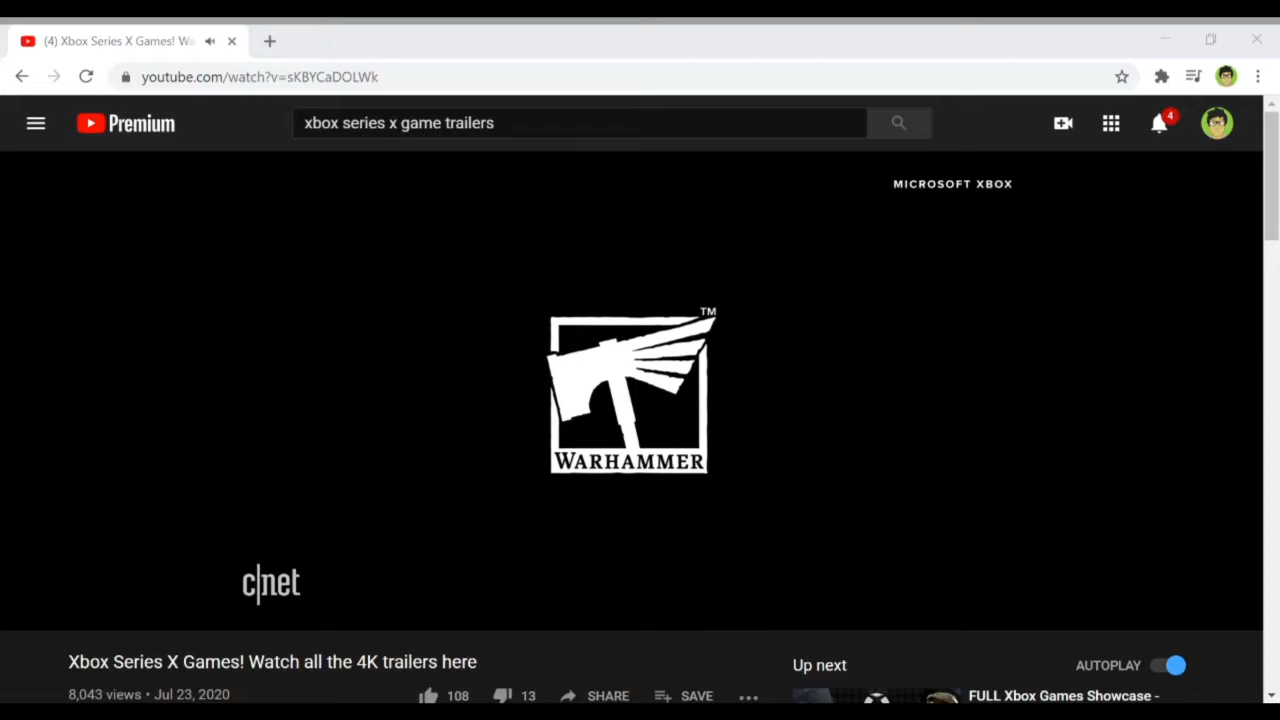 (4) Xbox Series X Games! Wa
youtube.com/watch?v=sKBYCaDOLWk
Premium
xbox series x game trailers
4
MICROSOFT XBOX
TM
WARHAMMER
c|net
Xbox Series X Games! Watch all the 4K trailers here
8,043 views • Jul 23, 2020
108
13
SHARE
SAVE
Up next
AUTOPLAY
FULL Xbox Games Showcase -